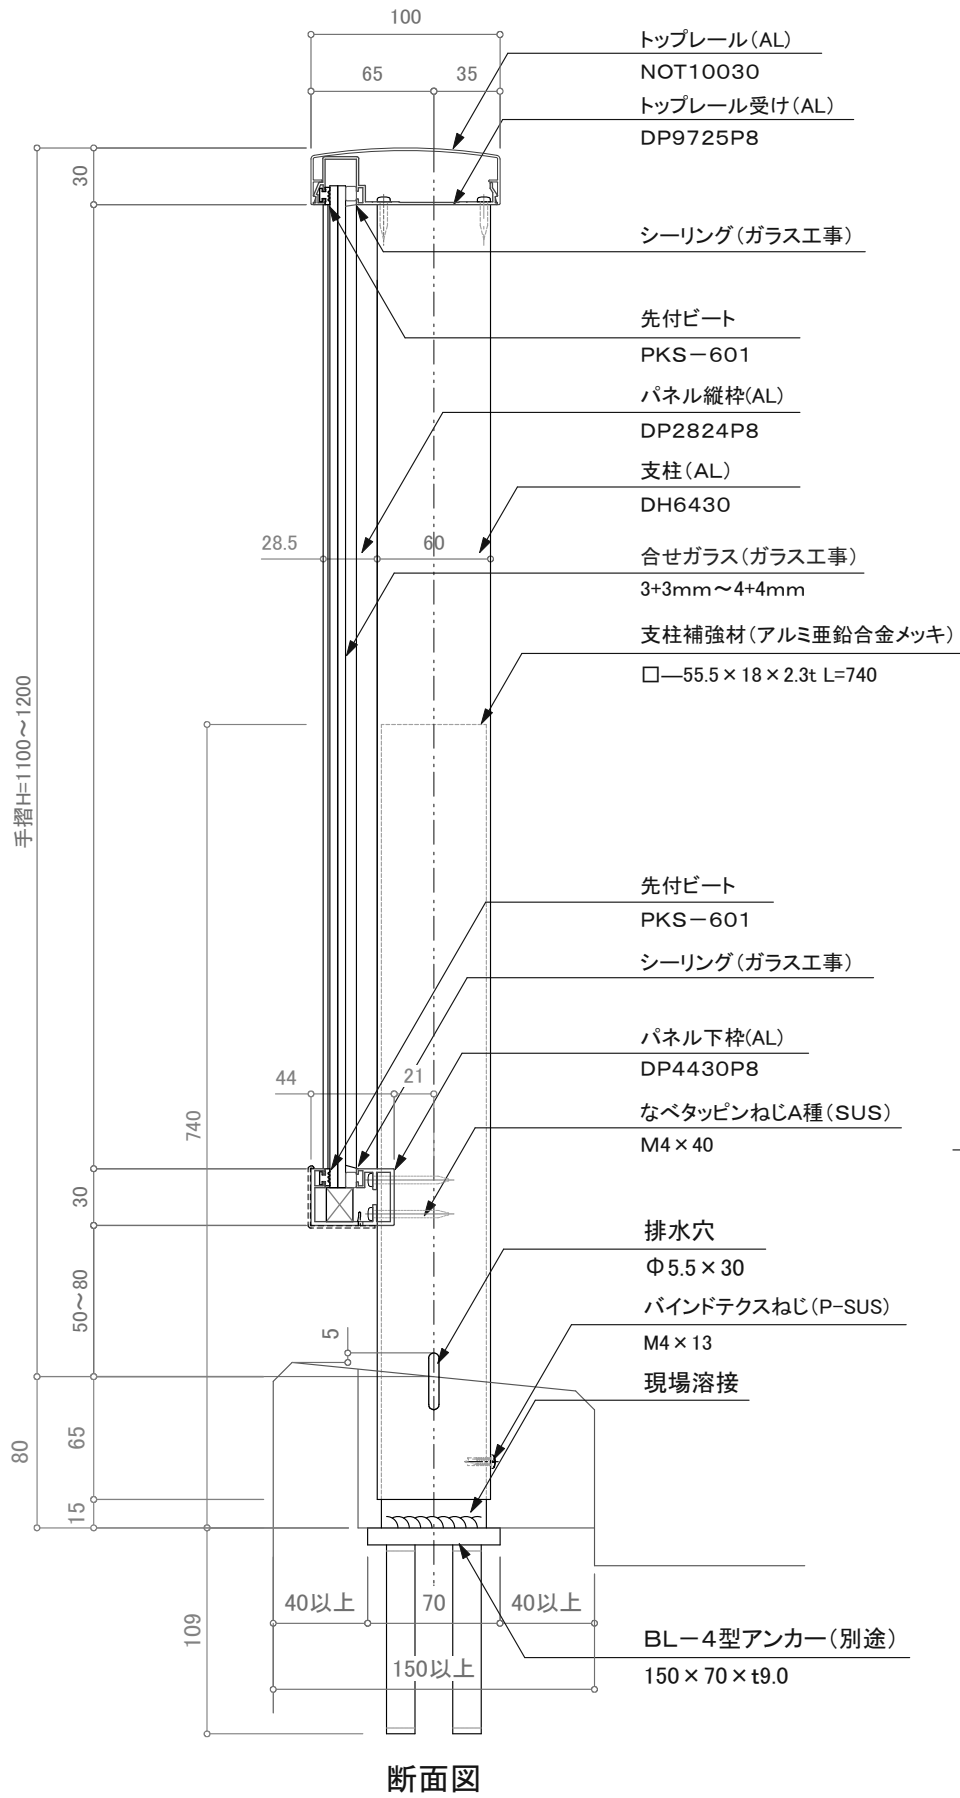 100
65
35
トップレール(AL)
NOT10030
トップレール受け(AL)
DP9725P8
30
シーリング(ガラス工事)
先付ビート
PKS－601
パネル縦枠(AL)
DP2824P8
支柱(AL)
DH6430
28.5
60
合せガラス(ガラス工事)
3+3mm～4+4mm
支柱補強材(アルミ亜鉛合金メッキ)
□―55.5×18×2.3t L=740
手摺H=1100～1200
先付ビート
PKS－601
シーリング(ガラス工事)
パネル下枠(AL)
DP4430P8
44
21
740
なベタッピンねじA種(SUS)
M4×40
30
排水穴
Φ5.5×30
50～80
5
バインドテクスねじ(P-SUS)
M4×13
現場溶接
80
65
15
40以上
70
40以上
109
150以上
BL－4型アンカー(別途)
150×70×t9.0
断面図